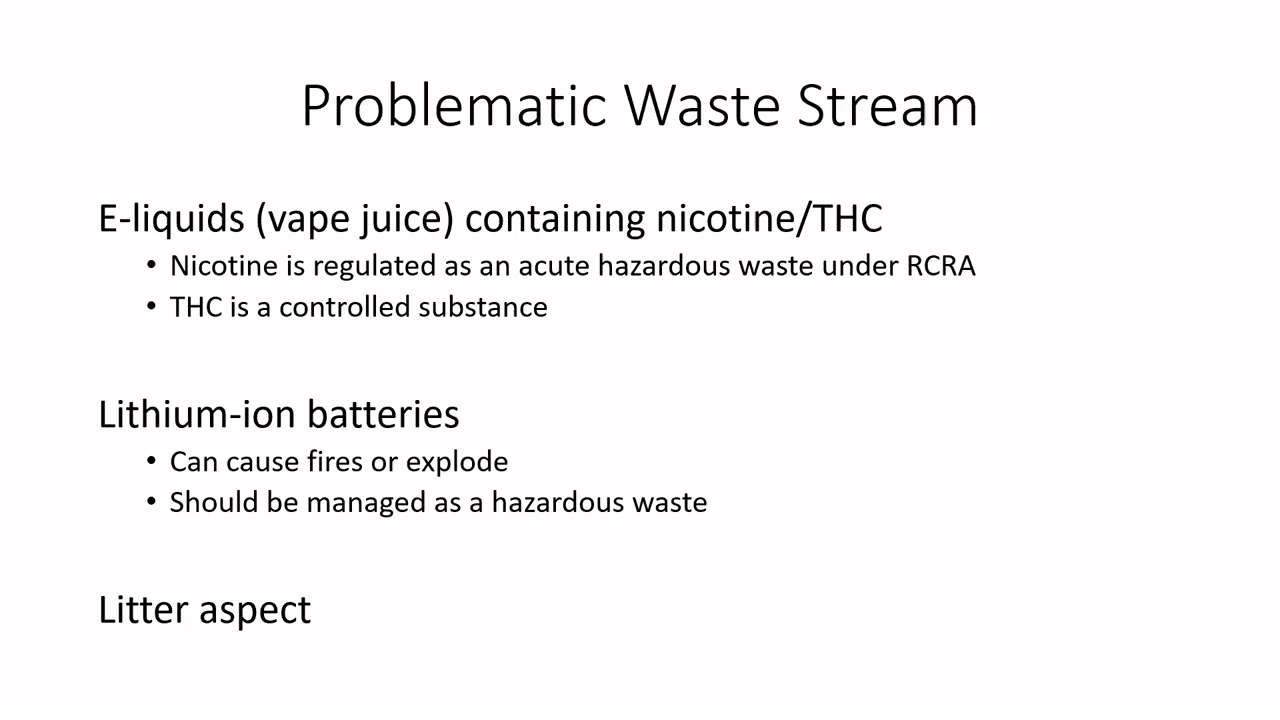 Problematic Waste Stream
E-liquids (vape juice) containing nicotine/THC
• Nicotine is regulated as an acute hazardous waste under RCRA
• THC is a controlled substance
Lithium-ion batteries
• Can cause fires or explode
• Should be managed as a hazardous waste
Litter aspect